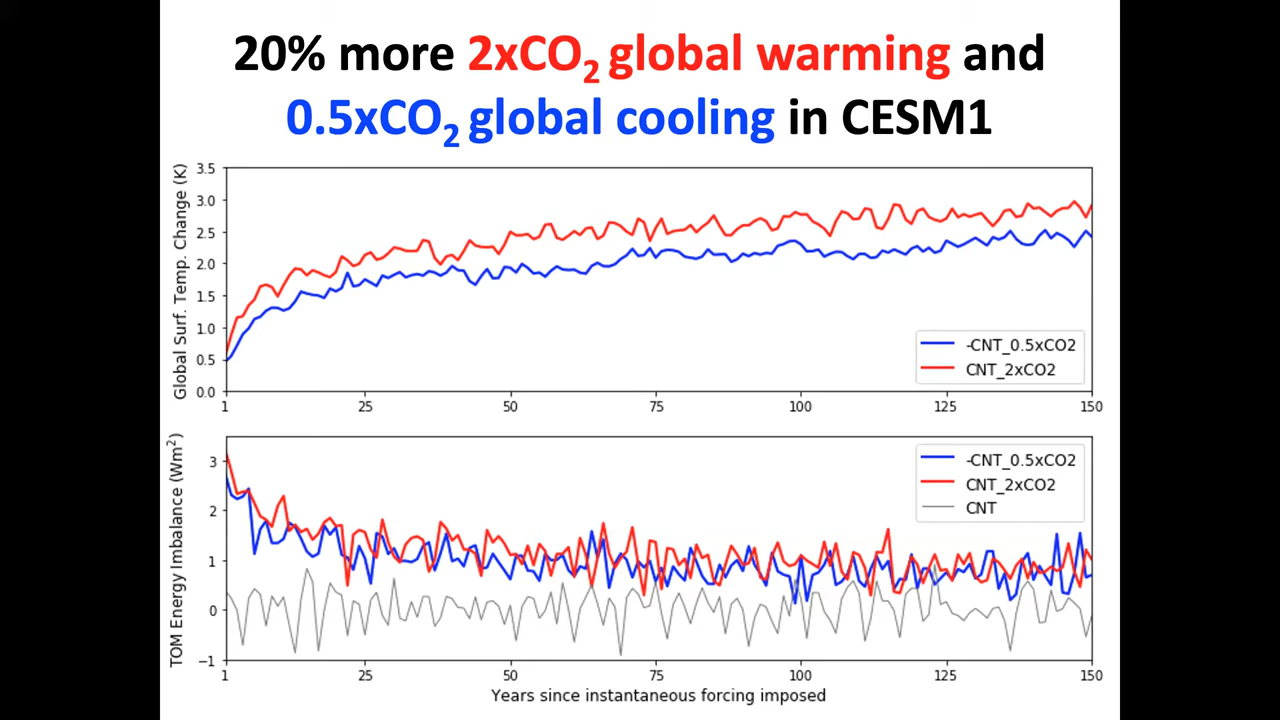 20% more 2xCO₂ global warming and
0.5xCO₂ global cooling in CESM1
Global Surf. Temp. Change (K)
3.5
3.0
2.5
2.0
1.5
1.0
0.5
0.0
-CNT_0.5xCO2
CNT_2xCO2
1 25 50 75 100 125 150
TOM Energy Imbalance (Wm²)
3
2
1
0
−1
-CNT_0.5xCO2
CNT_2xCO2
CNT
1 25 50 75 100 125 150
Years since instantaneous forcing imposed